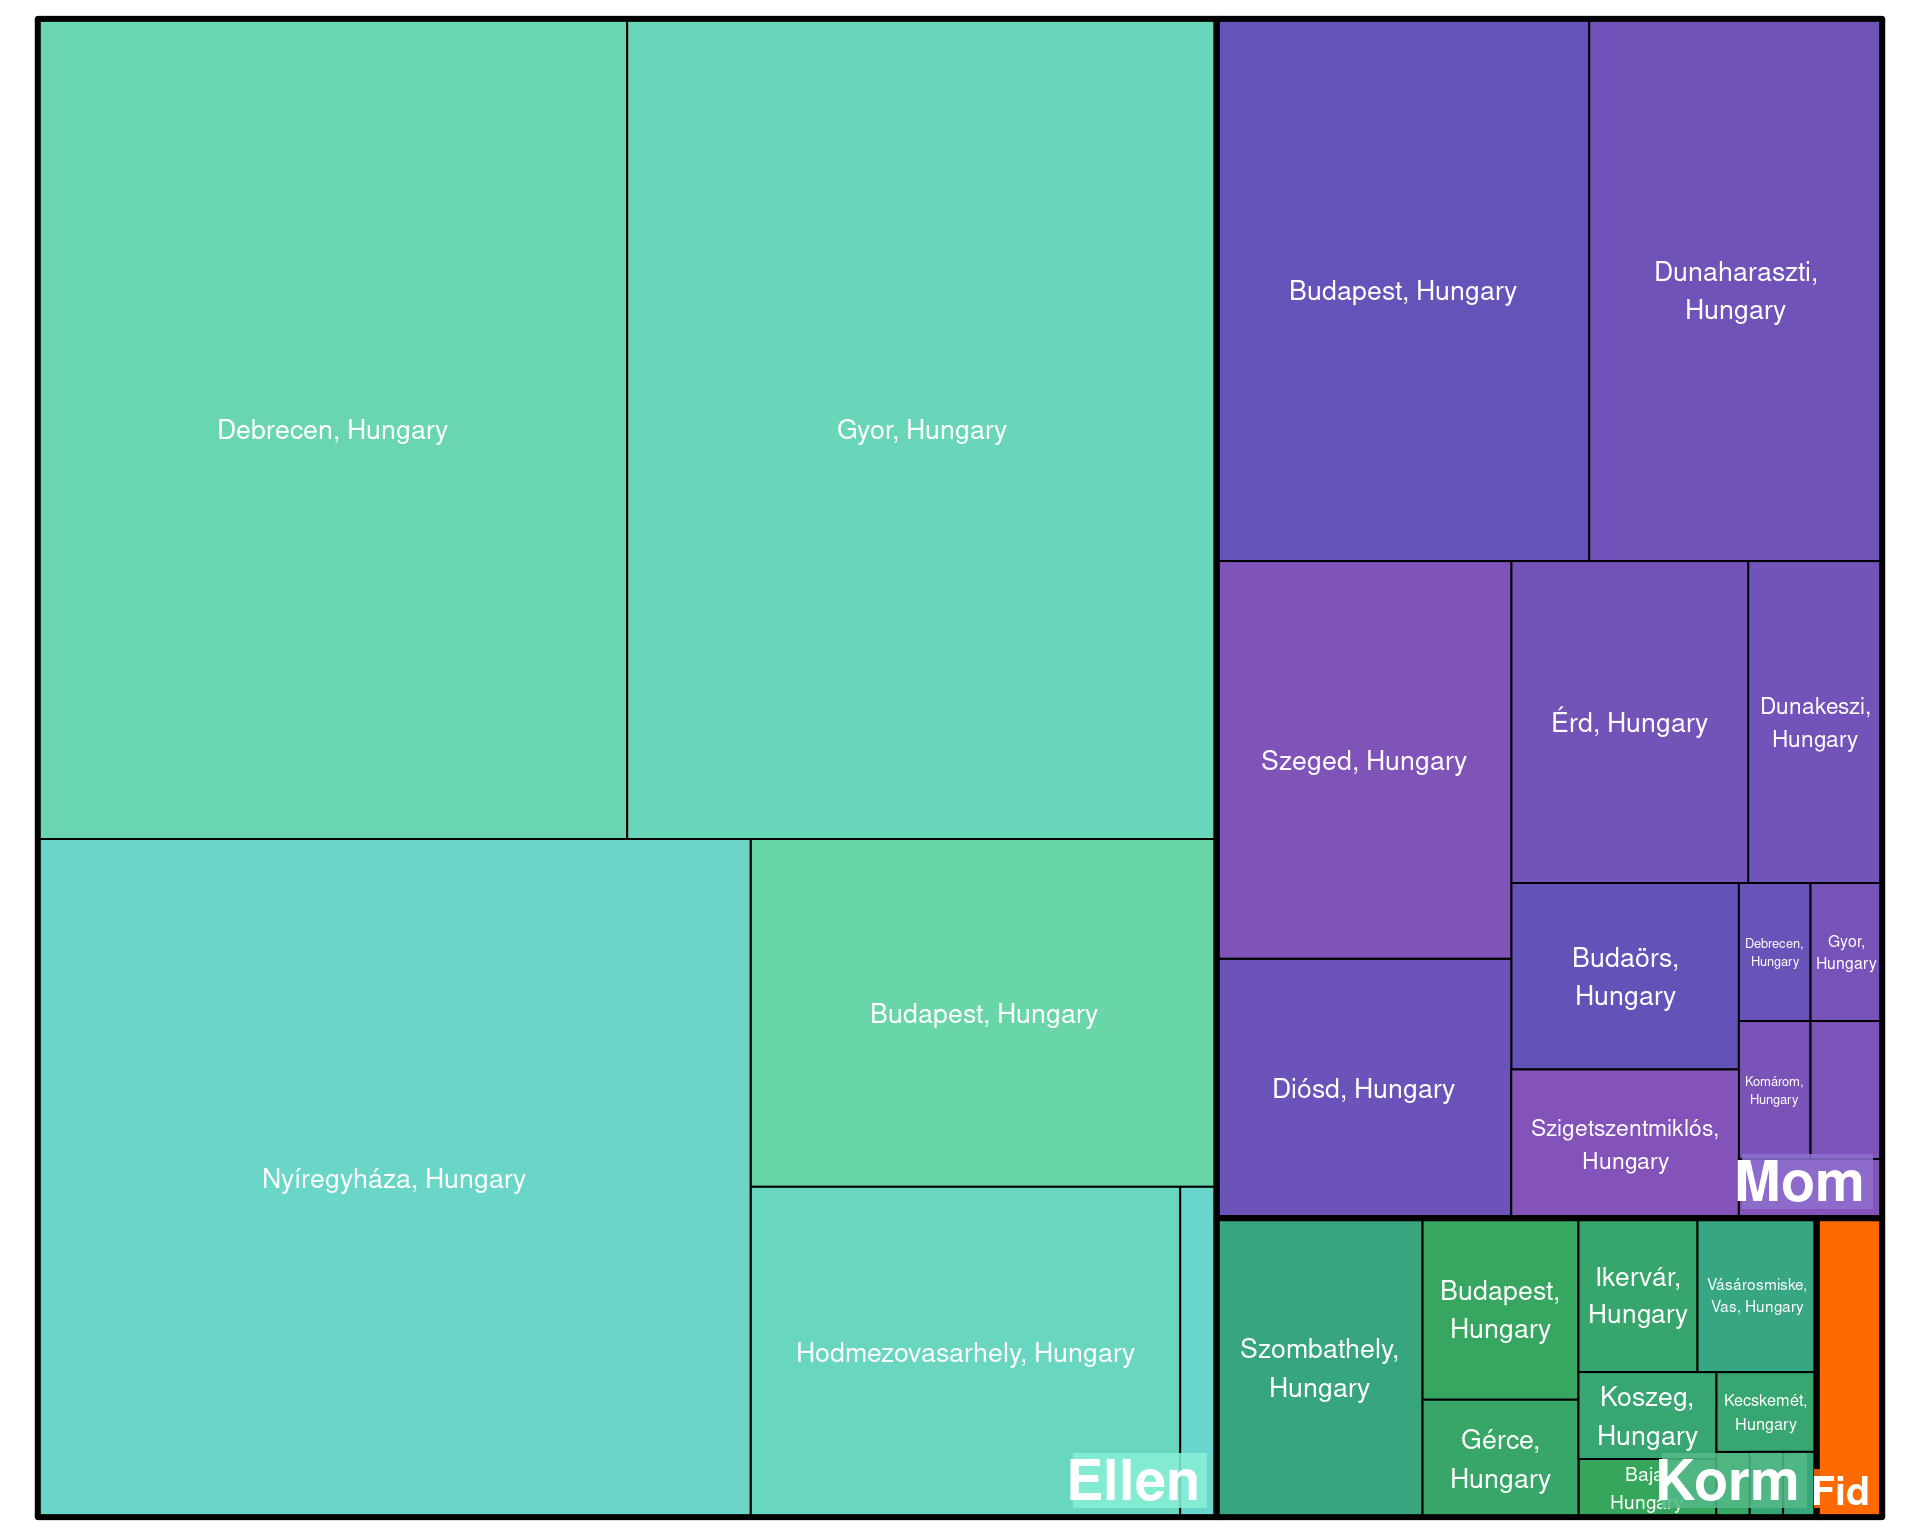 Debrecen, Hungary
Gyor, Hungary
Nyíregyháza, Hungary
Budapest, Hungary
Hodmezovasarhely, Hungary
Ellen
Budapest, Hungary
Dunaharaszti,
Hungary
Szeged, Hungary
Érd, Hungary
Dunakeszi,
Hungary
Diósd, Hungary
Budaörs,
Hungary
Debrecen,
Hungary
Gyor,
Hungary
Komárom,
Hungary
Szigetszentmiklós,
Hungary
Mom
Szombathely,
Hungary
Budapest,
Hungary
Gérce,
Hungary
Ikervár,
Hungary
Vásárosmiske,
Vas, Hungary
Koszeg,
Hungary
Kecskemét,
Hungary
Baja,
Hungary
Korm
Fid